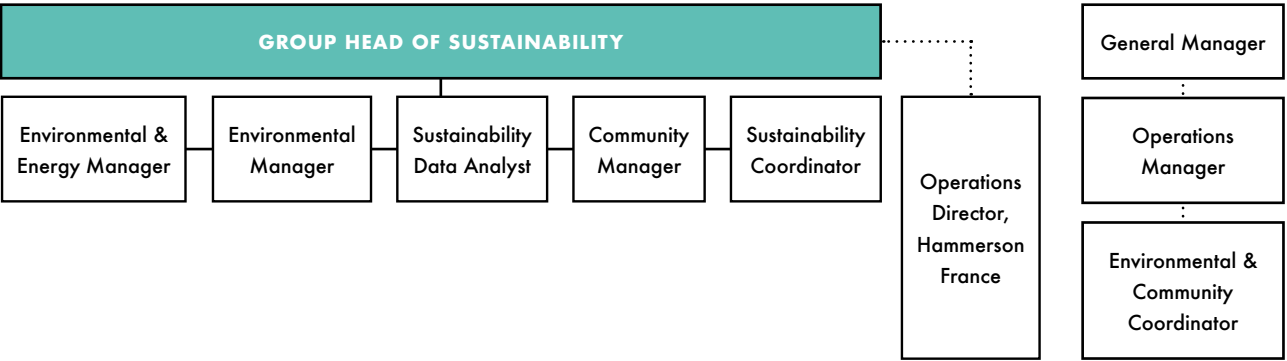 GROUP HEAD OF SUSTAINABILITY
Environmental &
Energy Manager
Environmental
Manager
Sustainability
Data Analyst
Community
Manager
Sustainability
Coordinator
Operations
Director,
Hammerson
France
General Manager
Operations
Manager
Environmental &
Community
Coordinator